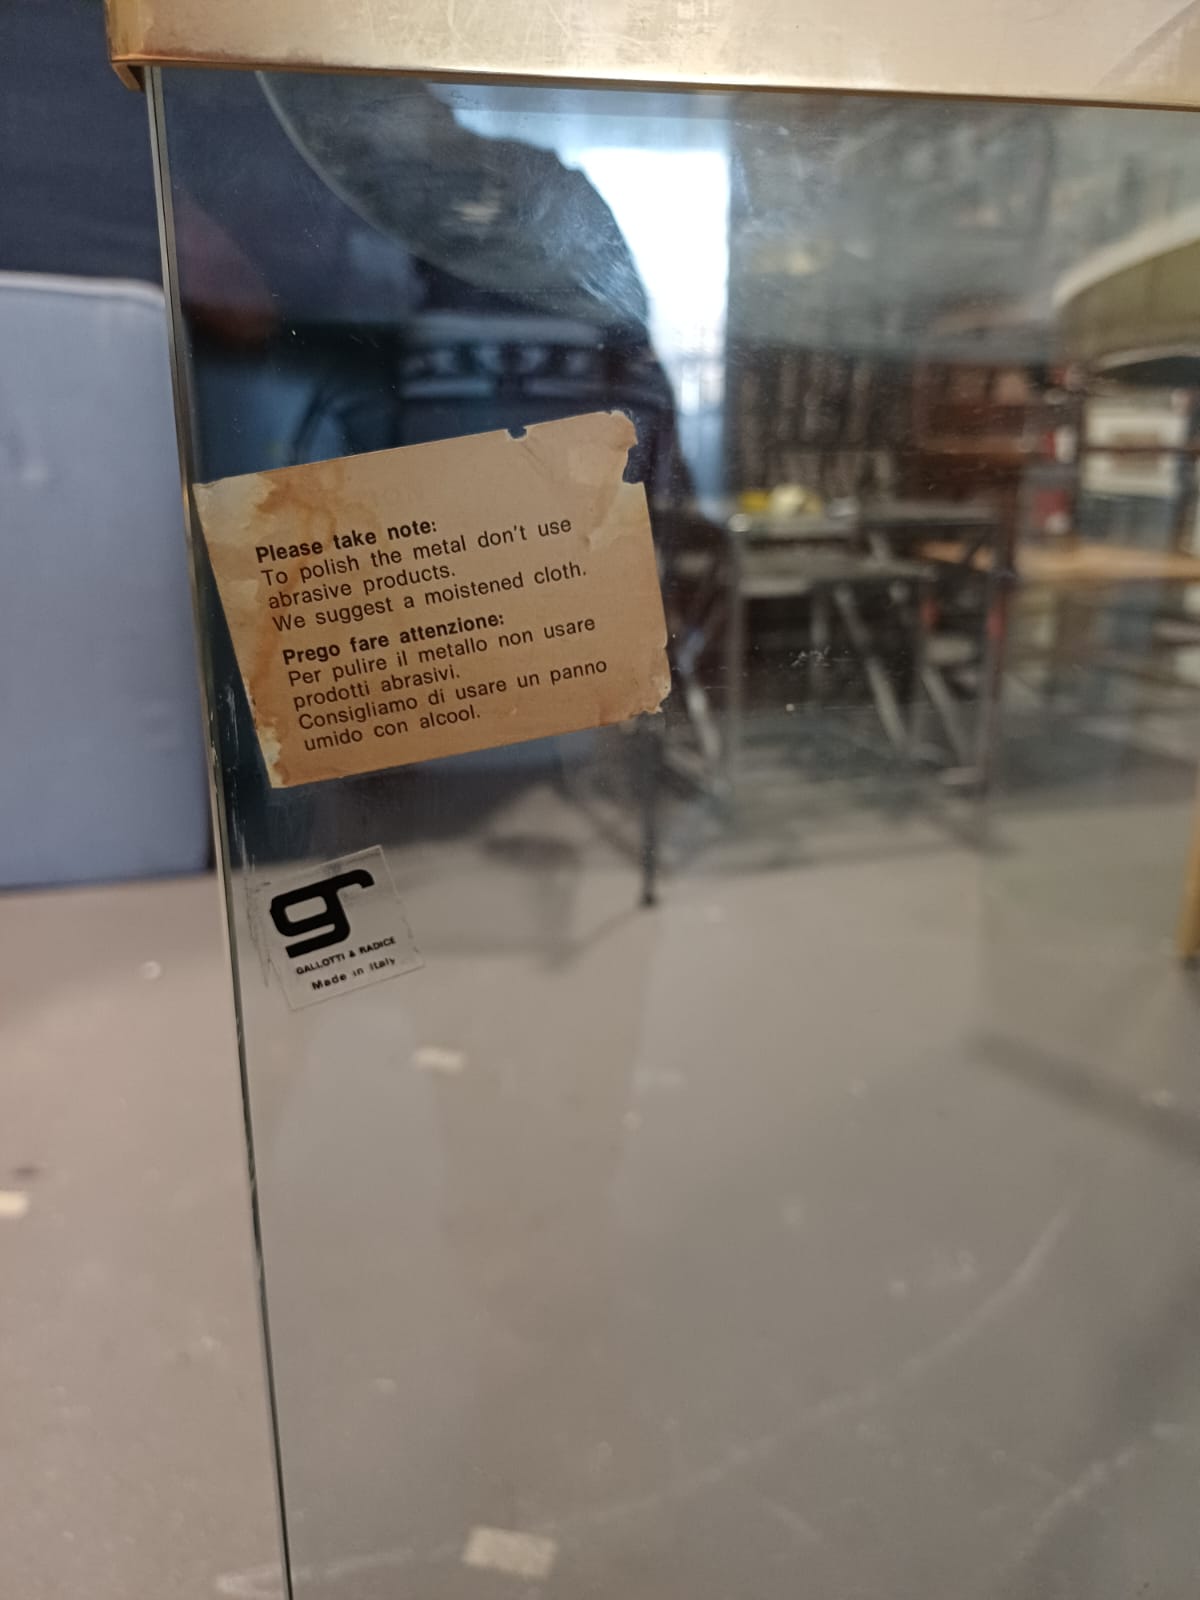 Please take note:
To polish the metal don't use
abrasive products.
We suggest a moistened cloth.
Prego fare attenzione:
Per pulire il metallo non usare
prodotti abrasivi.
Consigliamo di usare un panno
umido con alcool.
gr
GALLOTTI & RADICE
Made in Italy